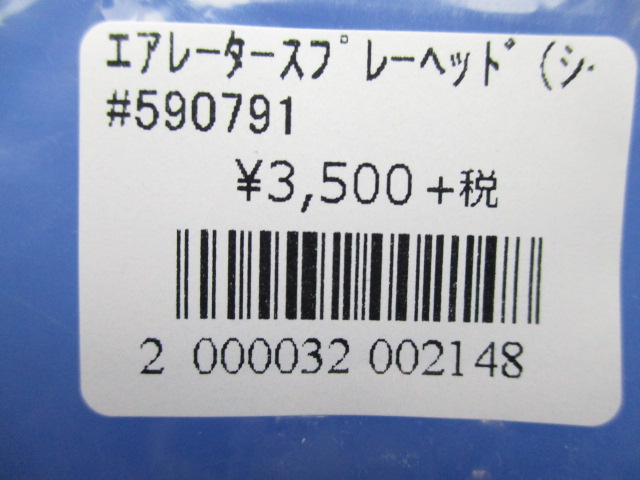 エアレータースプレーヘッド(シ
#590791
¥3,500+税
2 000032 002148